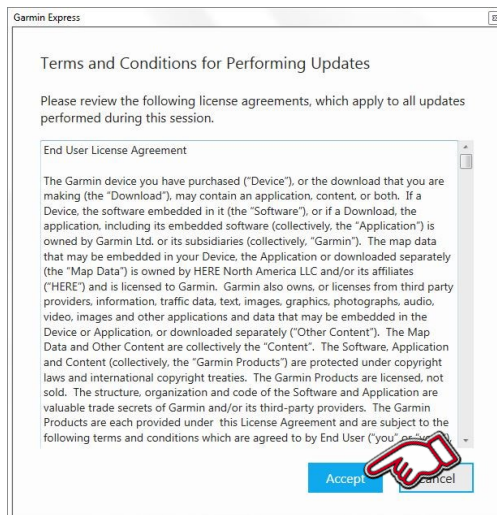 Garmin Express
Terms and Conditions for Performing Updates
Please review the following license agreements, which apply to all updates
performed during this session.
End User License Agreement
The Garmin device you have purchased ("Device"), or the download that you are
making (the "Download"), may contain an application, content, or both. If a
Device, the software embedded in it (the "Software"), or if a Download, the
application, including its embedded software (collectively, the "Application") is
owned by Garmin Ltd. or its subsidiaries (collectively, "Garmin"). The map data
that may be embedded in your Device, the Application or downloaded separately
(the "Map Data") is owned by HERE North America LLC and/or its affiliates
("HERE") and is licensed to Garmin. Garmin also owns, or licenses from third party
providers, information, traffic data, text, images, graphics, photographs, audio,
video, images and other applications and data that may be embedded in the
Device or Application, or downloaded separately ("Other Content"). The Map
Data and Other Content are collectively the "Content". The Software, Application
and Content (collectively, the "Garmin Products") are protected under copyright
laws and international copyright treaties. The Garmin Products are licensed, not
sold. The structure, organization and code of the Software and Application are
valuable trade secrets of Garmin and/or its third-party providers. The Garmin
Products are each provided under this License Agreement and are subject to the
following terms and conditions which are agreed to by End User ("you" or
Accept Cancel